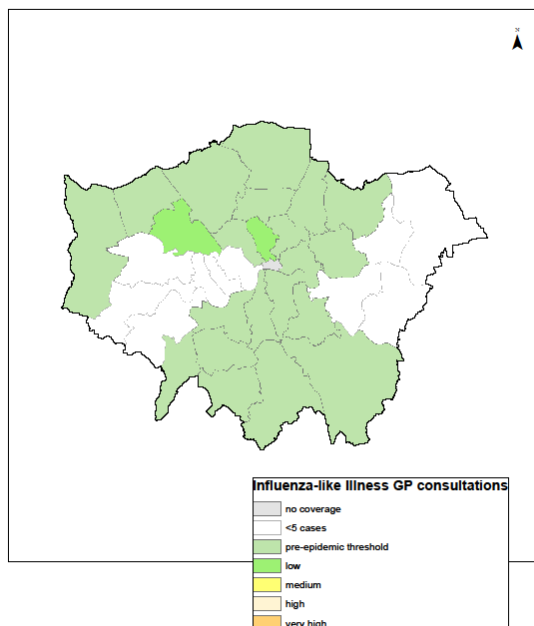 Influenza-like Illness GP consultations
no coverage
<5 cases
pre-epidemic threshold
low
medium
high
very high